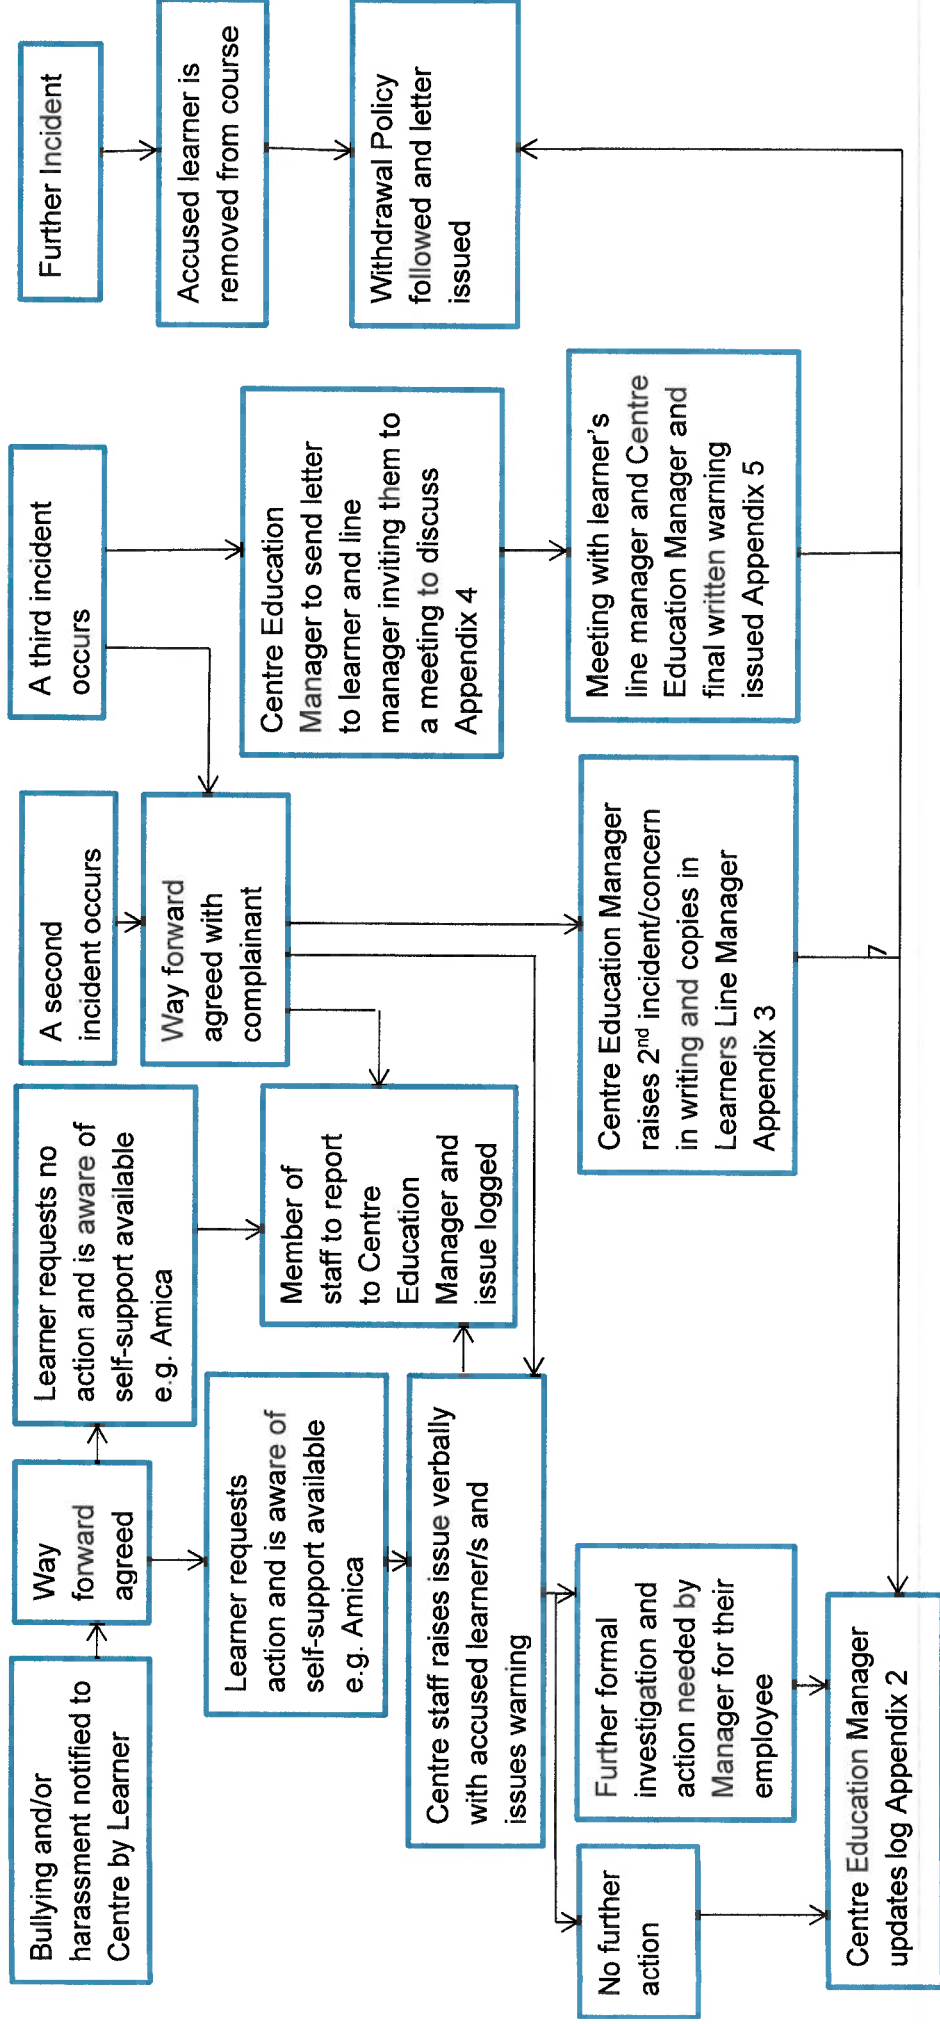 Bullying and/or
harassment notified to
Centre by Learner
Way
forward
agreed
Learner requests no
action and is aware of
self-support available
e.g. Amica
Learner requests
action and is aware of
self-support available
e.g. Amica
Centre staff raises issue verbally
with accused learner/s and
issues warning
Member of
staff to report
to Centre
Education
Manager and
issue logged
No further
action
Further formal
investigation and
action needed by
Manager for their
employee
Centre Education Manager
updates log Appendix 2
A second
incident occurs
Way forward
agreed with
complainant
Centre Education Manager
raises 2nd incident/concern
in writing and copies in
Learners Line Manager
Appendix 3
A third incident
occurs
Centre Education
Manager to send letter
to learner and line
manager inviting them to
a meeting to discuss
Appendix 4
Meeting with learner's
line manager and Centre
Education Manager and
final written warning
issued Appendix 5
Further Incident
Accused learner is
removed from course
Withdrawal Policy
followed and letter
issued
7